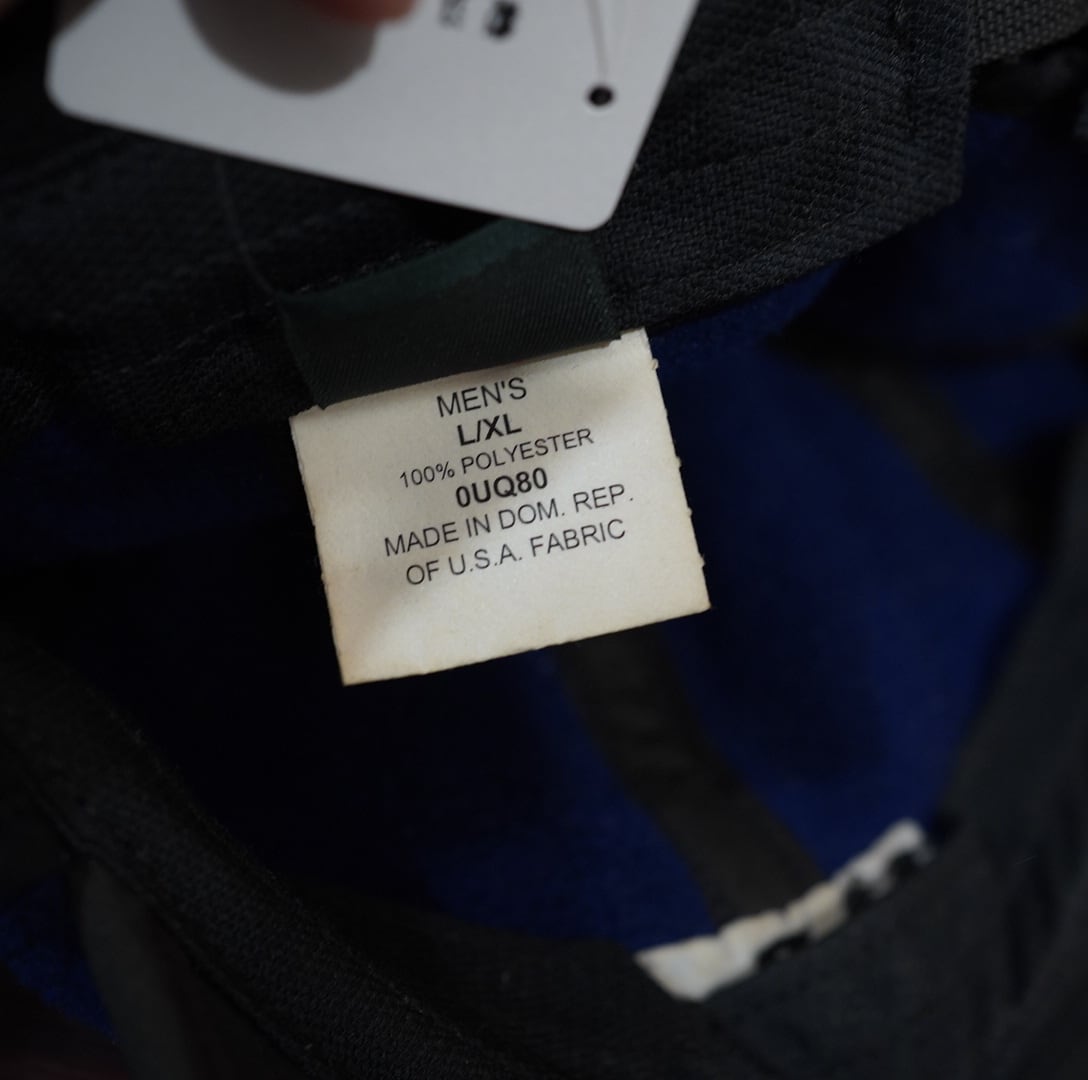 MEN'S
L/XL
100% POLYESTER
0UQ80
MADE IN DOM. REP.
OF U.S.A. FABRIC